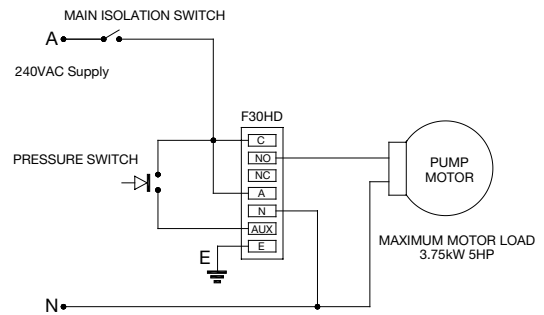 MAIN ISOLATION SWITCH
A
240VAC Supply
F30HD
C
NO
NC
A
N
AUX
E
PRESSURE SWITCH
PUMP
MOTOR
MAXIMUM MOTOR LOAD
3.75kW 5HP
E
N